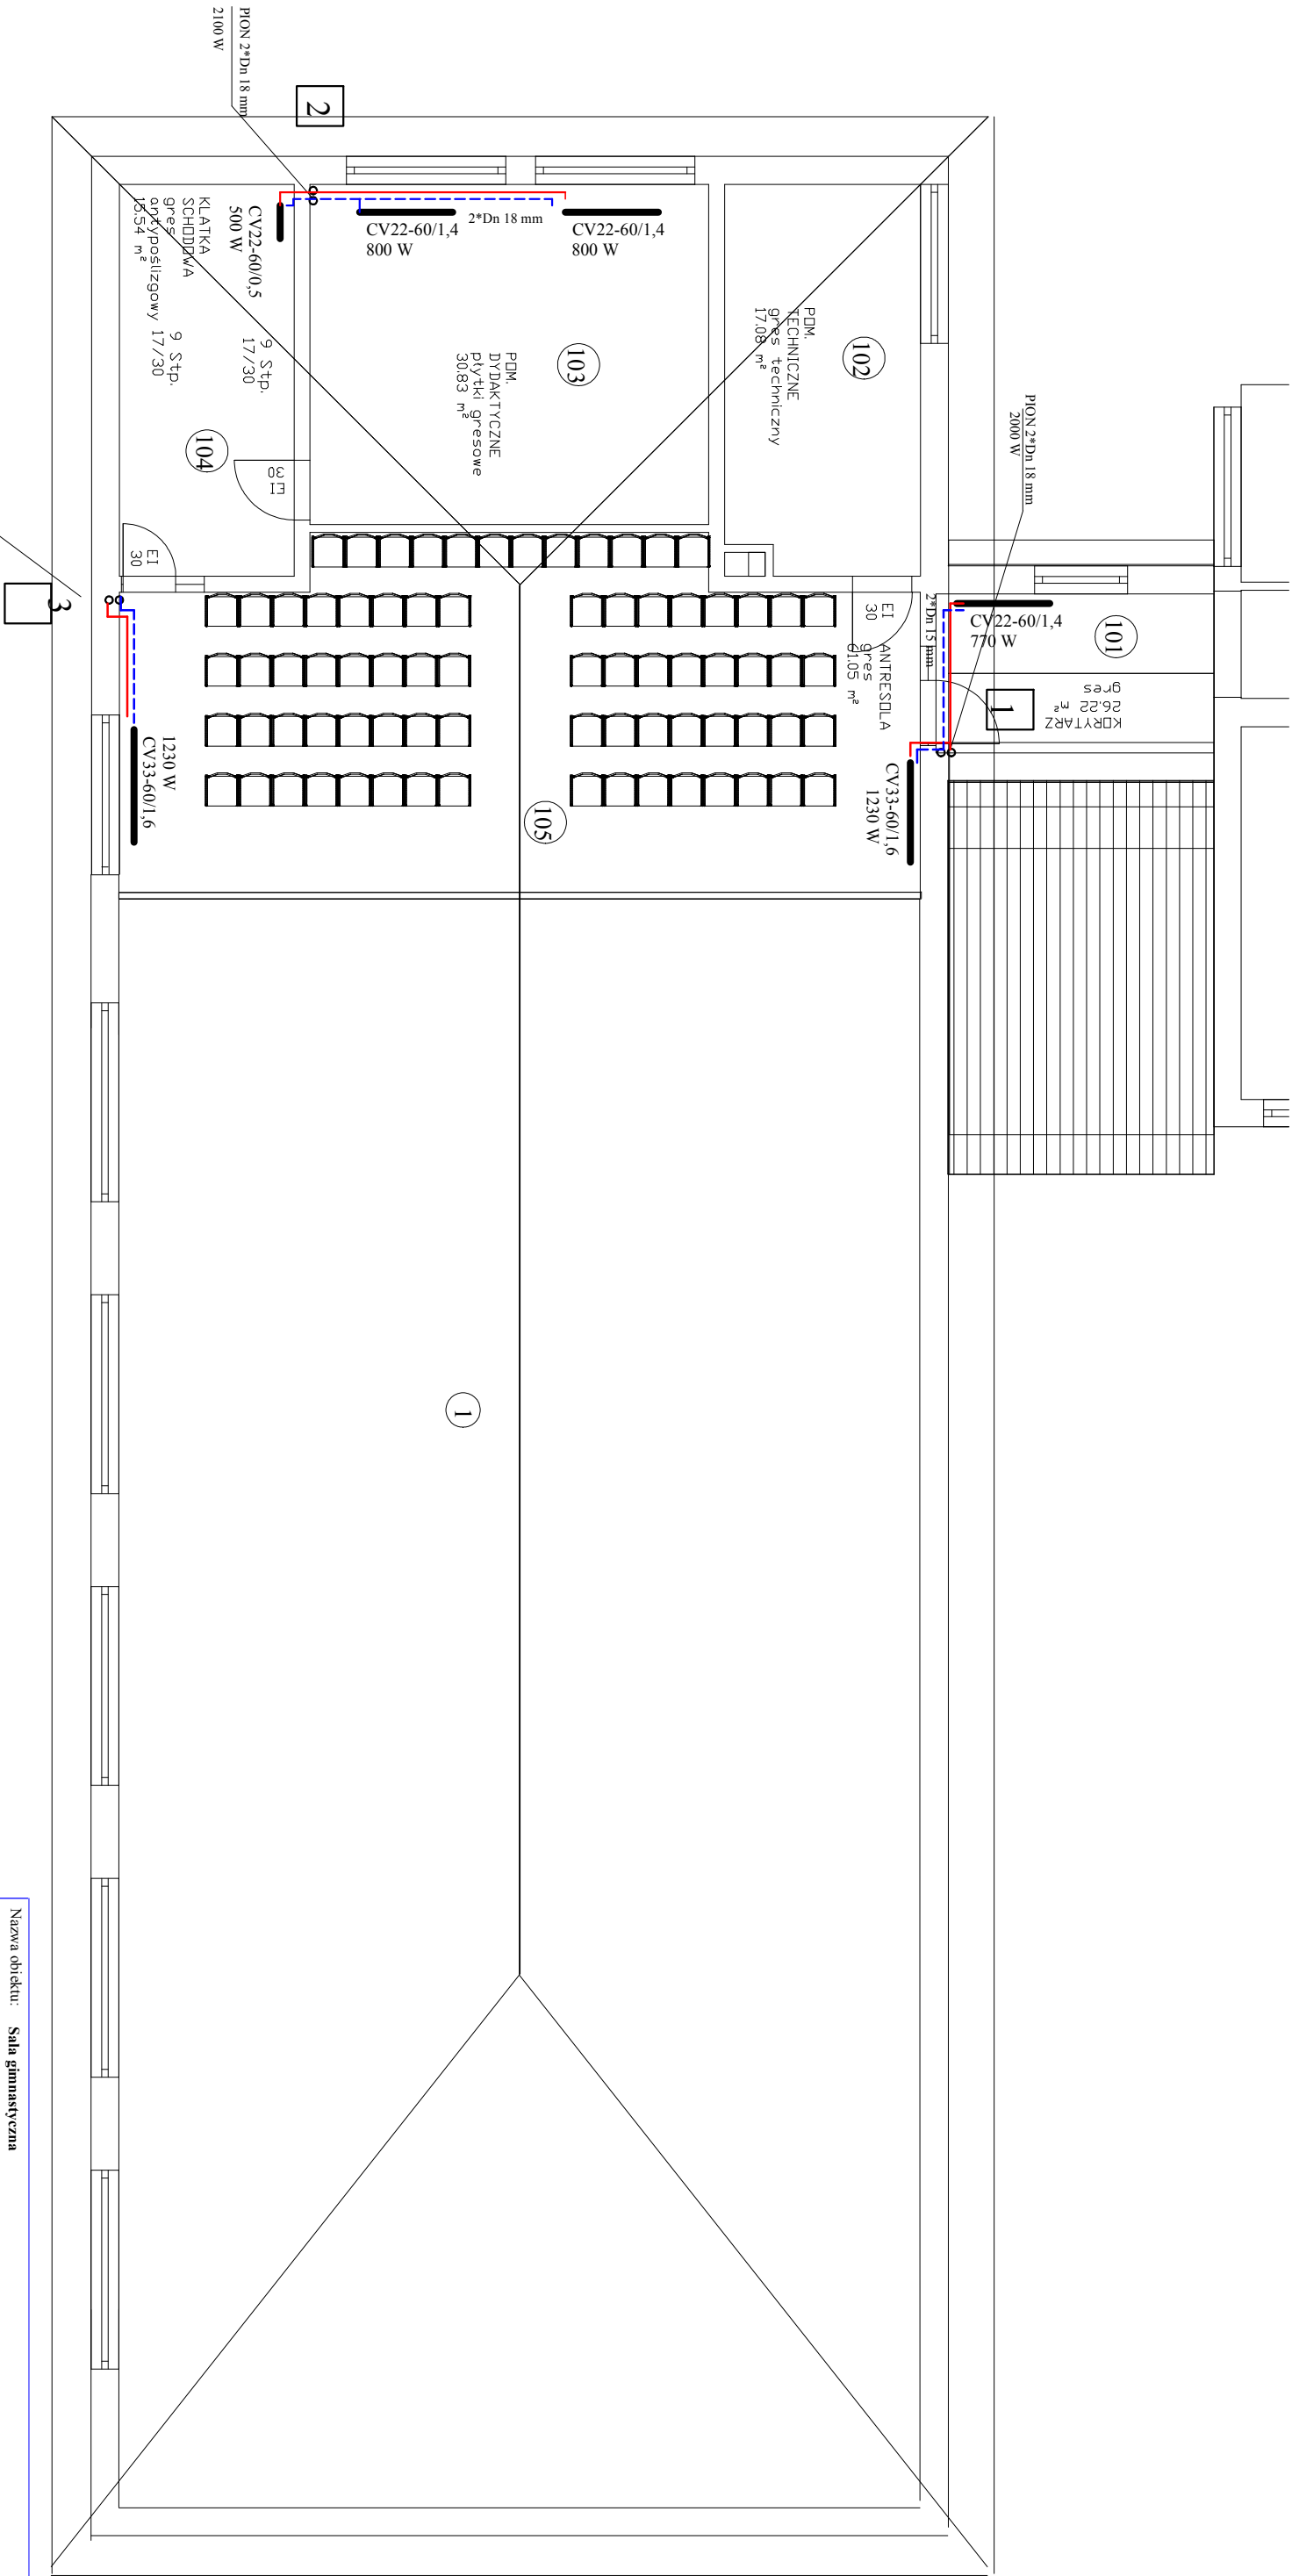 PION 2*Dn 18 mm
2100 W
2
CV22-60/0,5
500 W
KLATKA
SCHODOWA
gres
antypoślizgowy
15.54 m²
9 Stp.
17/30
9 Stp.
17/30
104
EI
30
EI
30
3
CV22-60/1,4
800 W
2*Dn 18 mm
CV22-60/1,4
800 W
103
POM.
DYDAKTYCZNE
płytki gresowe
30.83 m²
POM.
TECHNICZNE
gres techniczny
17.08 m²
102
PION 2*Dn 18 mm
2000 W
2*Dn 15 mm
CV22-60/1,4
770 W
101
KORYTARZ
26.22 m²
gres
1
EI
30
ANTRESOLA
gres
61.05 m²
CV33-60/1,6
1230 W
105
1230 W
CV33-60/1,6
1
Nazwa obiektu: Sala gimnastyczna